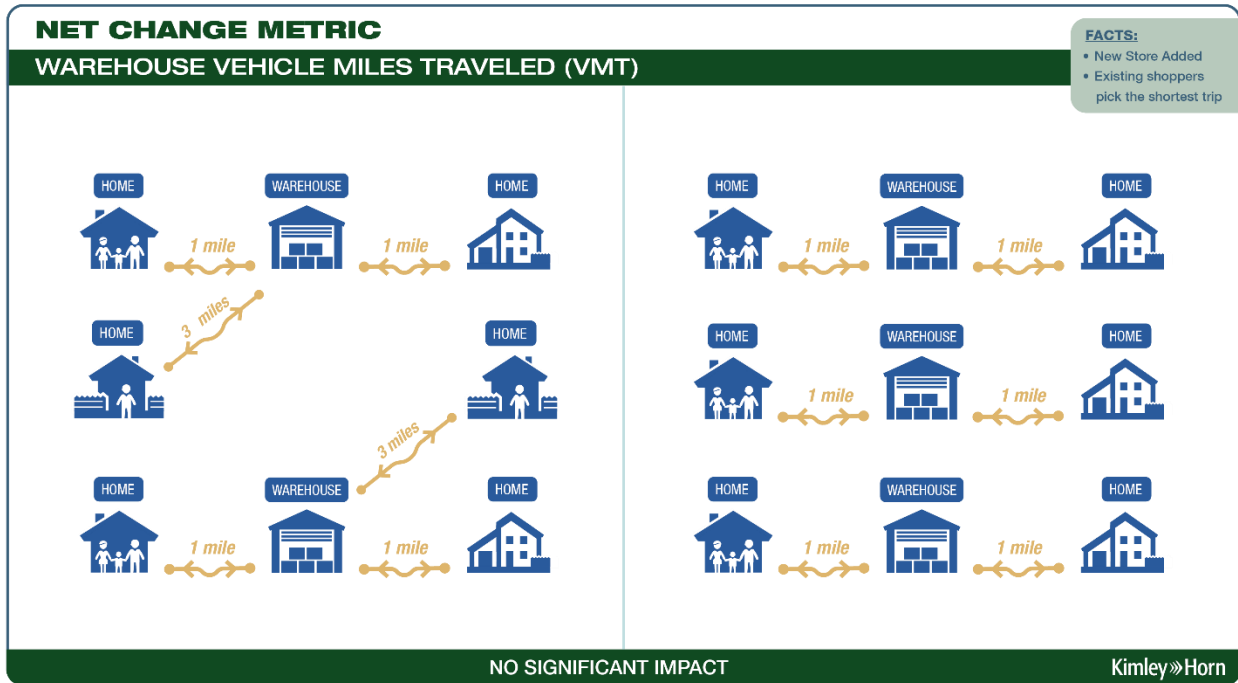 NET CHANGE METRIC
WAREHOUSE VEHICLE MILES TRAVELED (VMT)
FACTS:
• New Store Added
• Existing shoppers
pick the shortest trip
HOME
WAREHOUSE
HOME
1 mile
1 mile
3 miles
HOME
HOME
3 miles
HOME
WAREHOUSE
HOME
1 mile
1 mile
HOME
WAREHOUSE
HOME
1 mile
1 mile
HOME
WAREHOUSE
HOME
1 mile
1 mile
HOME
WAREHOUSE
HOME
1 mile
1 mile
NO SIGNIFICANT IMPACT
Kimley»Horn